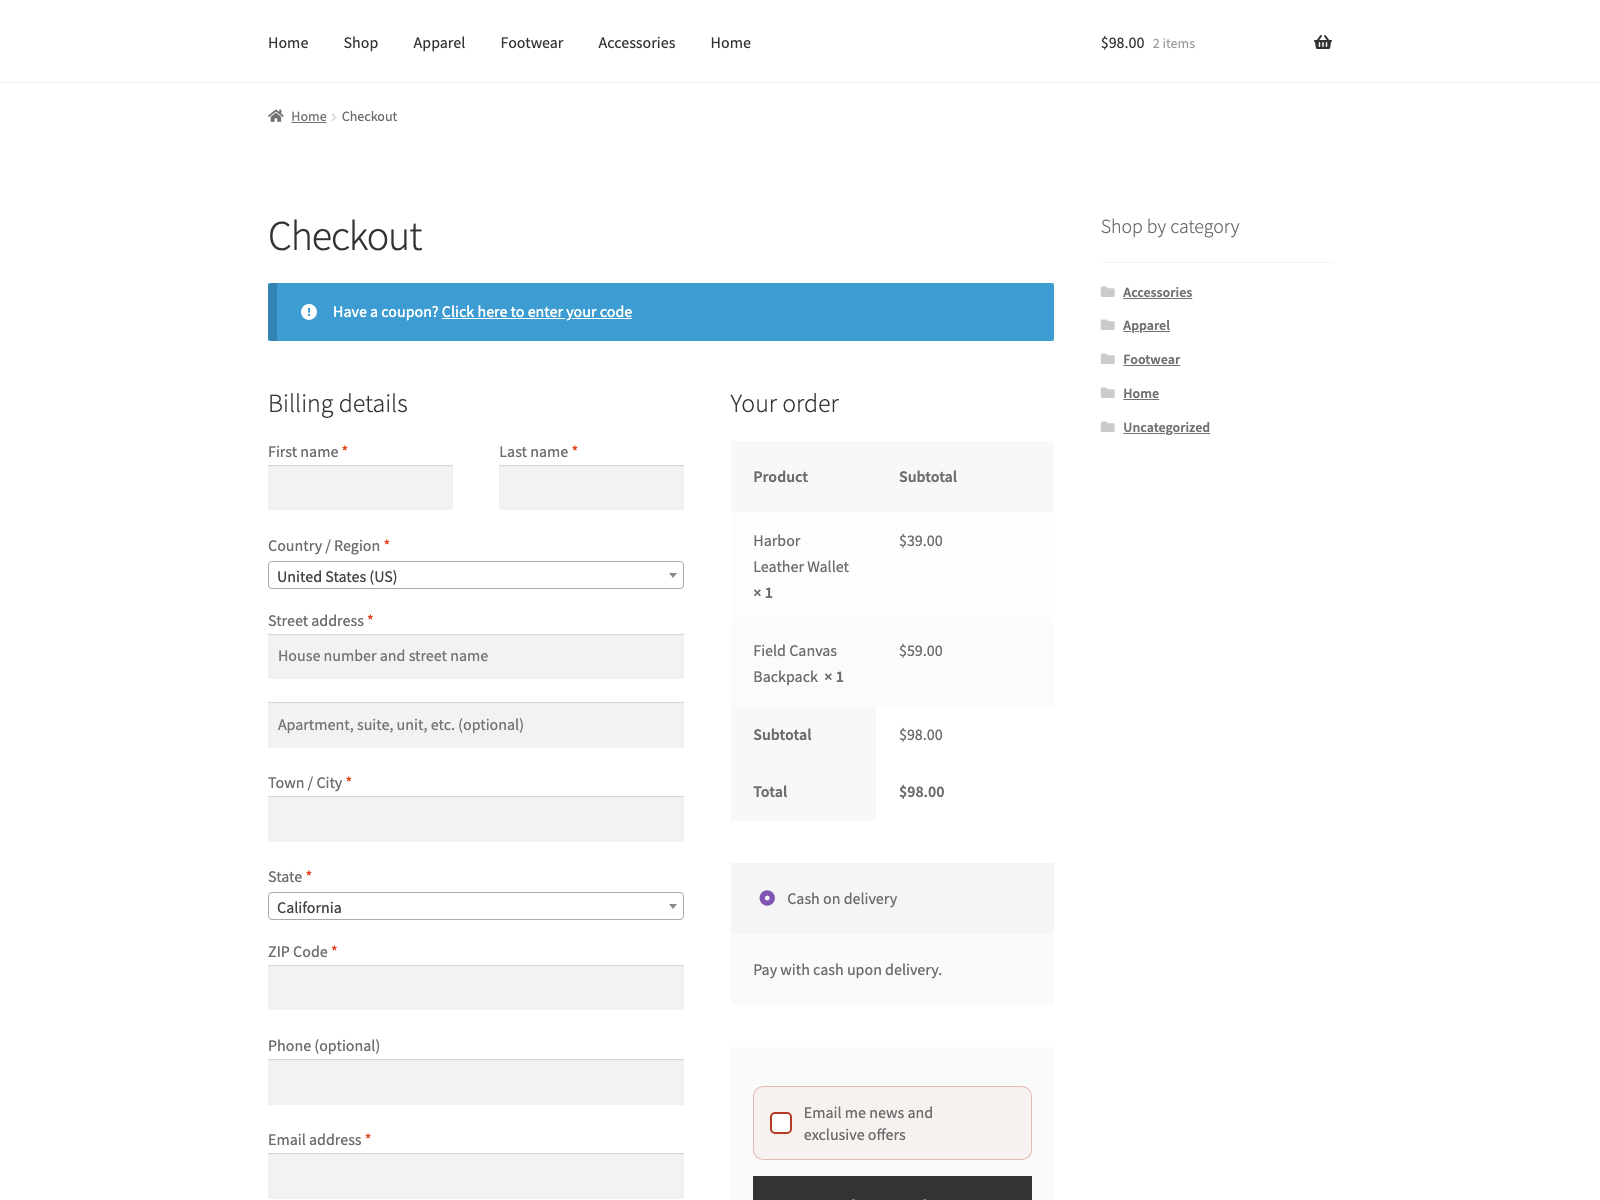 Home Shop Apparel Footwear Accessories Home $98.00 2 items
Home Checkout
Checkout
Have a coupon? Click here to enter your code
Billing details
First name *
Last name *
Country / Region *
United States (US)
Street address *
House number and street name
Apartment, suite, unit, etc. (optional)
Town / City *
State *
California
ZIP Code *
Phone (optional)
Email address *
Your order
Product Subtotal
Harbor $39.00
Leather Wallet
× 1
Field Canvas $59.00
Backpack × 1
Subtotal $98.00
Total $98.00
Cash on delivery
Pay with cash upon delivery.
Email me news and
exclusive offers
Shop by category
Accessories
Apparel
Footwear
Home
Uncategorized